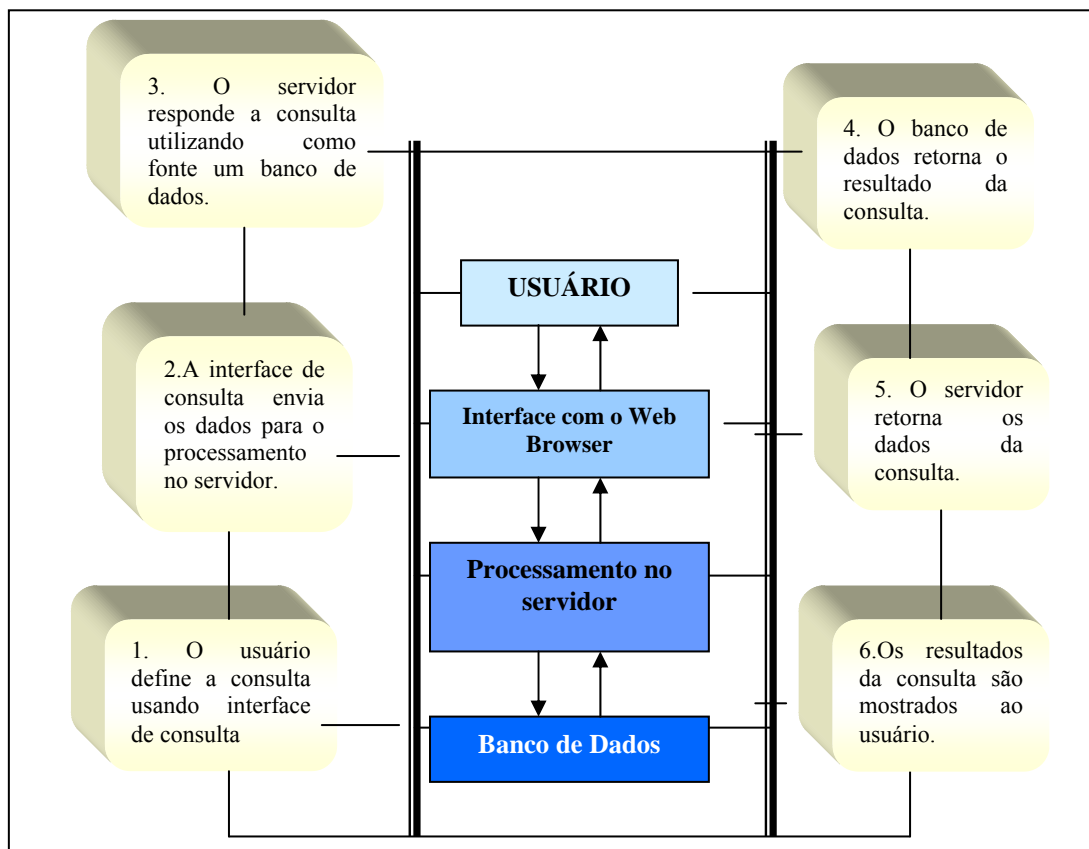 3. O servidor
responde a consulta
utilizando como
fonte um banco de
dados.
4. O banco de
dados retorna o
resultado da
consulta.
USUÁRIO
2.A interface de
consulta envia
os dados para o
processamento
no servidor.
Interface com o Web
Browser
5. O servidor
retorna os
dados da
consulta.
Processamento no
servidor
1. O usuário
define a consulta
usando interface
de consulta
6.Os resultados
da consulta são
mostrados ao
usuário.
Banco de Dados